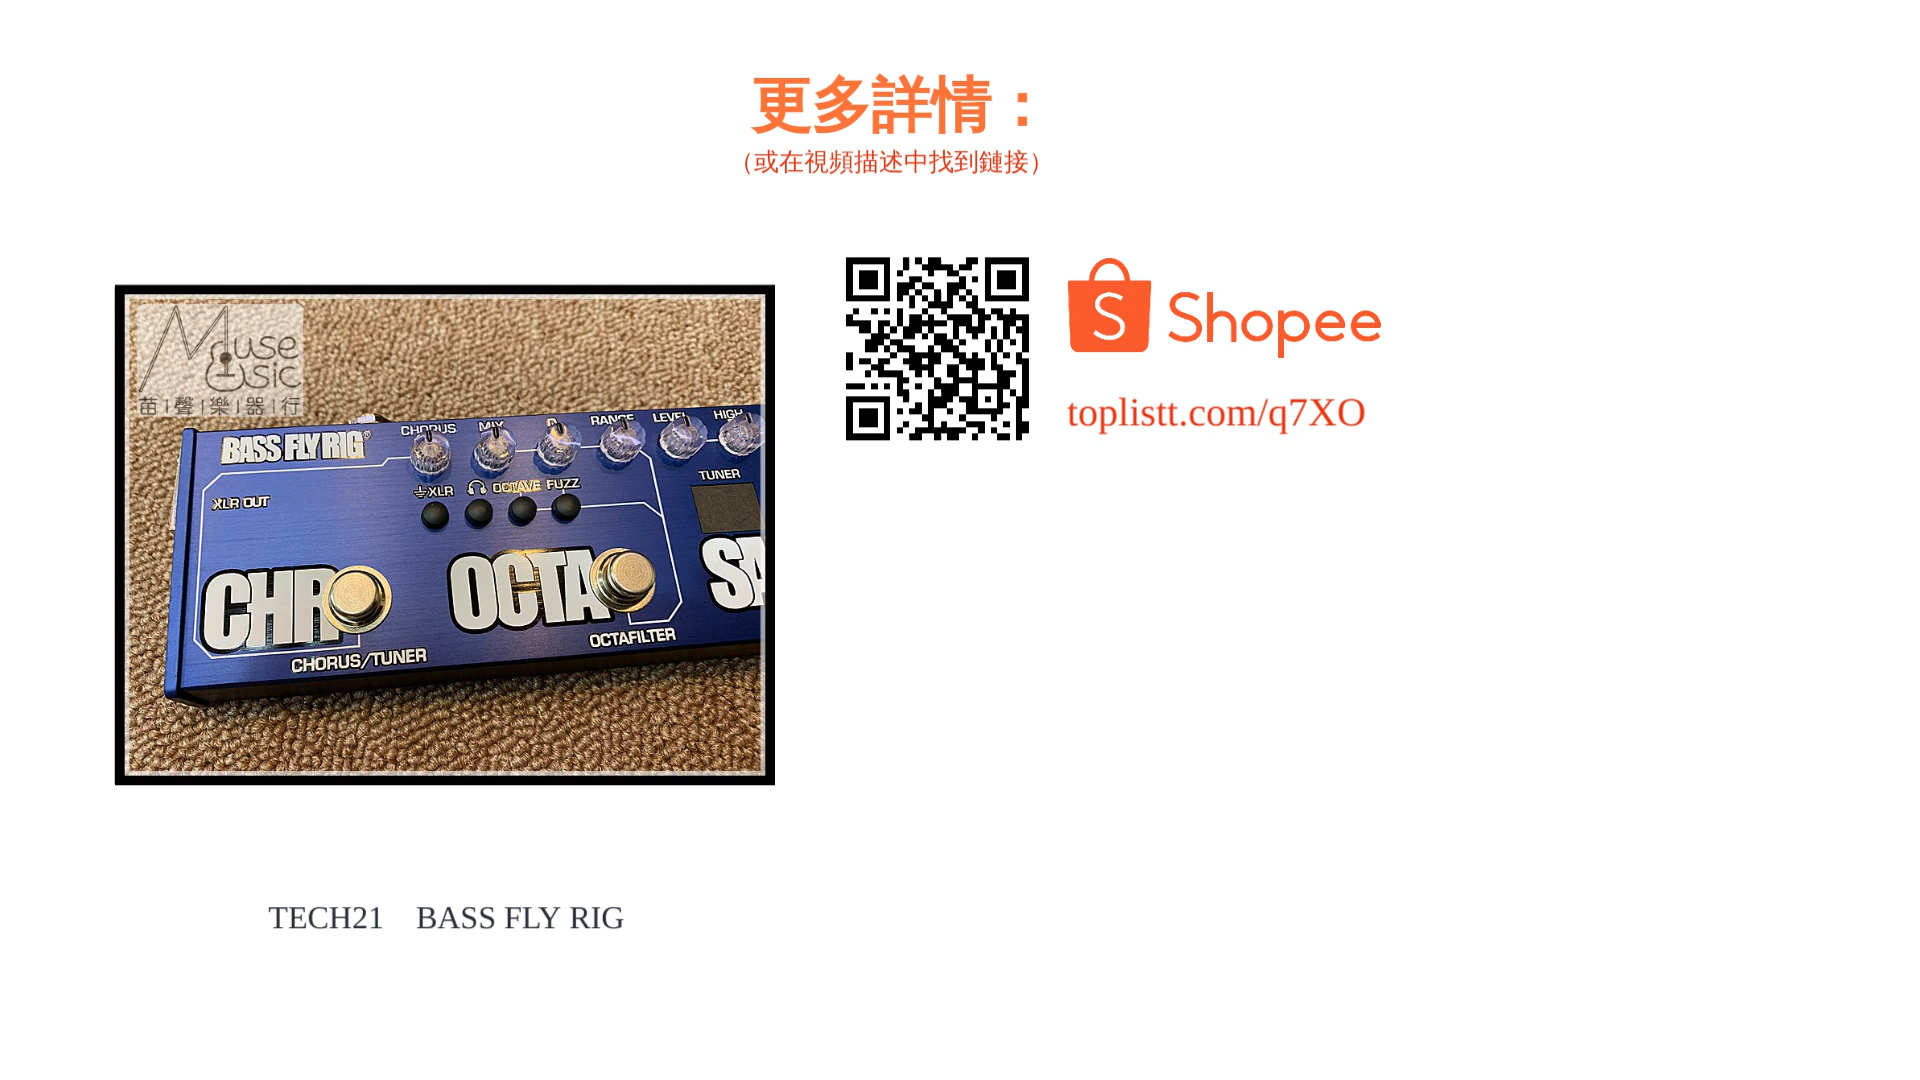 更多詳情：
（或在視頻描述中找到鏈接）
Shopee
toplistt.com/q7XO
Muse Music
苗|聲|樂|器|行
BASS FLY RIG®
CHORUS MIX Q RANGE LEVEL HIGH
TUNER
XLR OCTAVE FUZZ
XLR OUT
CHR OCTA SA
CHORUS/TUNER
OCTAFILTER
TECH21 BASS FLY RIG